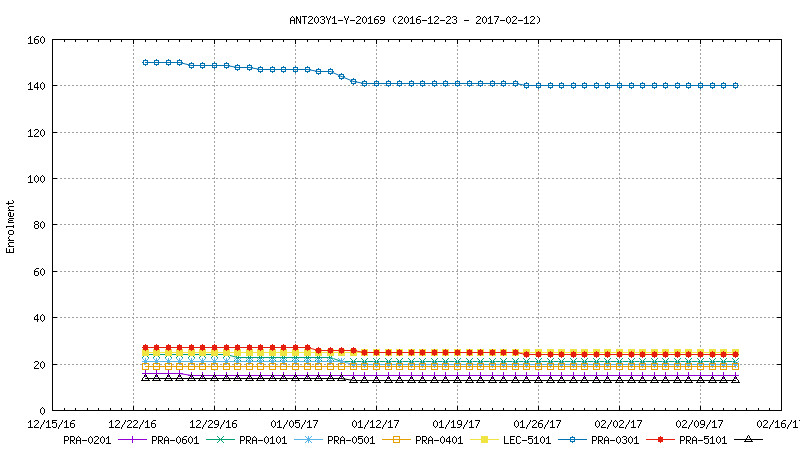 ANT203Y1-Y-20169 (2016-12-23 - 2017-02-12)
160
140
120
100
80
60
40
20
0
Enrolment
12/15/16 12/22/16 12/29/16 01/05/17 01/12/17 01/19/17 01/26/17 02/02/17 02/09/17 02/16/17
PRA-0201 PRA-0601 PRA-0101 PRA-0501 PRA-0401 LEC-5101 PRA-0301 PRA-5101